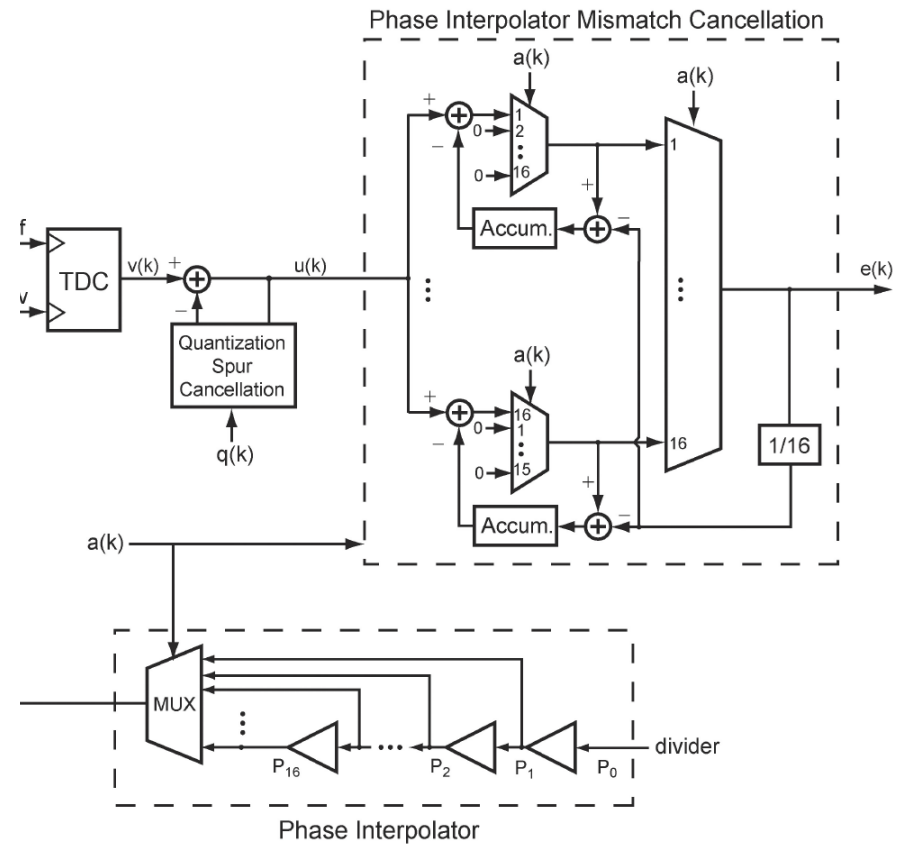 Phase Interpolator Mismatch Cancellation
a(k)
a(k)
+
−
0
0
1
2
16
1
Accum.
+
−
f
v
TDC
v(k)
+
−
u(k)
e(k)
Quantization
Spur
Cancellation
q(k)
a(k)
+
−
0
0
16
1
15
16
1/16
Accum.
+
−
a(k)
MUX
P16
P2
P1
P0
divider
Phase Interpolator